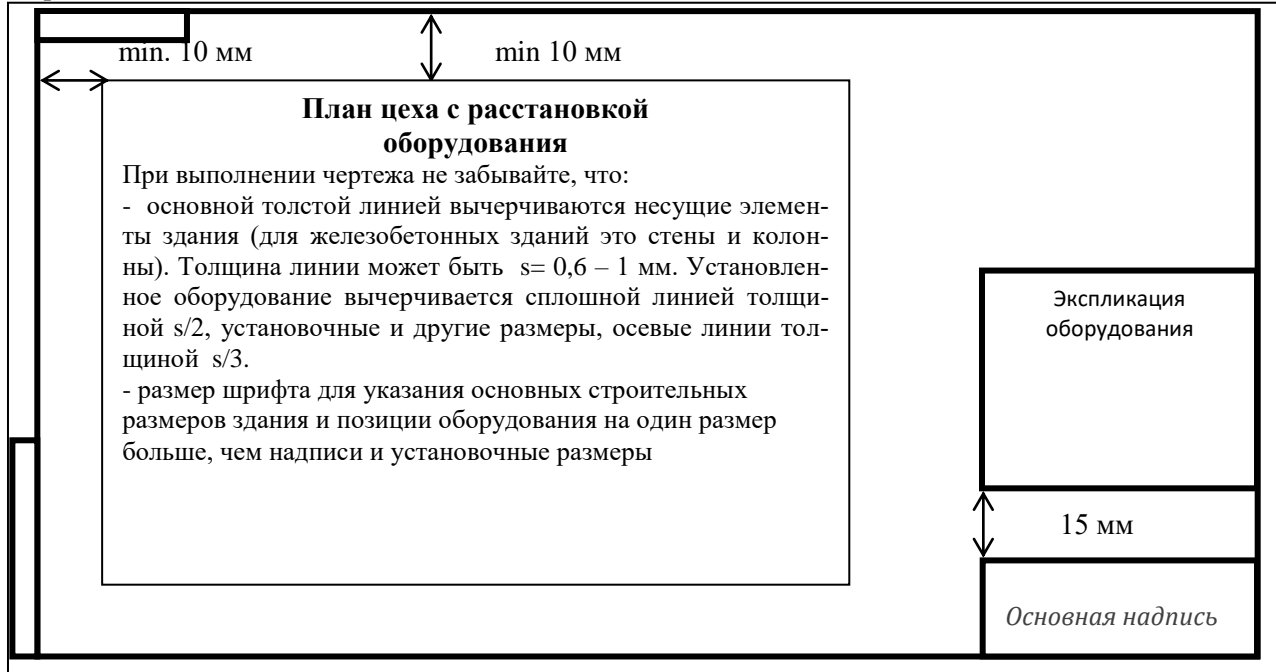 min. 10 мм
min 10 мм
План цеха с расстановкой
оборудования
При выполнении чертежа не забывайте, что:
- основной толстой линией вычерчиваются несущие элемен-
ты здания (для железобетонных зданий это стены и колон-
ны). Толщина линии может быть s= 0,6 – 1 мм. Установлен-
ное оборудование вычерчивается сплошной линией толщи-
ной s/2, установочные и другие размеры, осевые линии тол-
щиной s/3.
- размер шрифта для указания основных строительных
размеров здания и позиции оборудования на один размер
больше, чем надписи и установочные размеры
Экспликация
оборудования
15 мм
Основная надпись